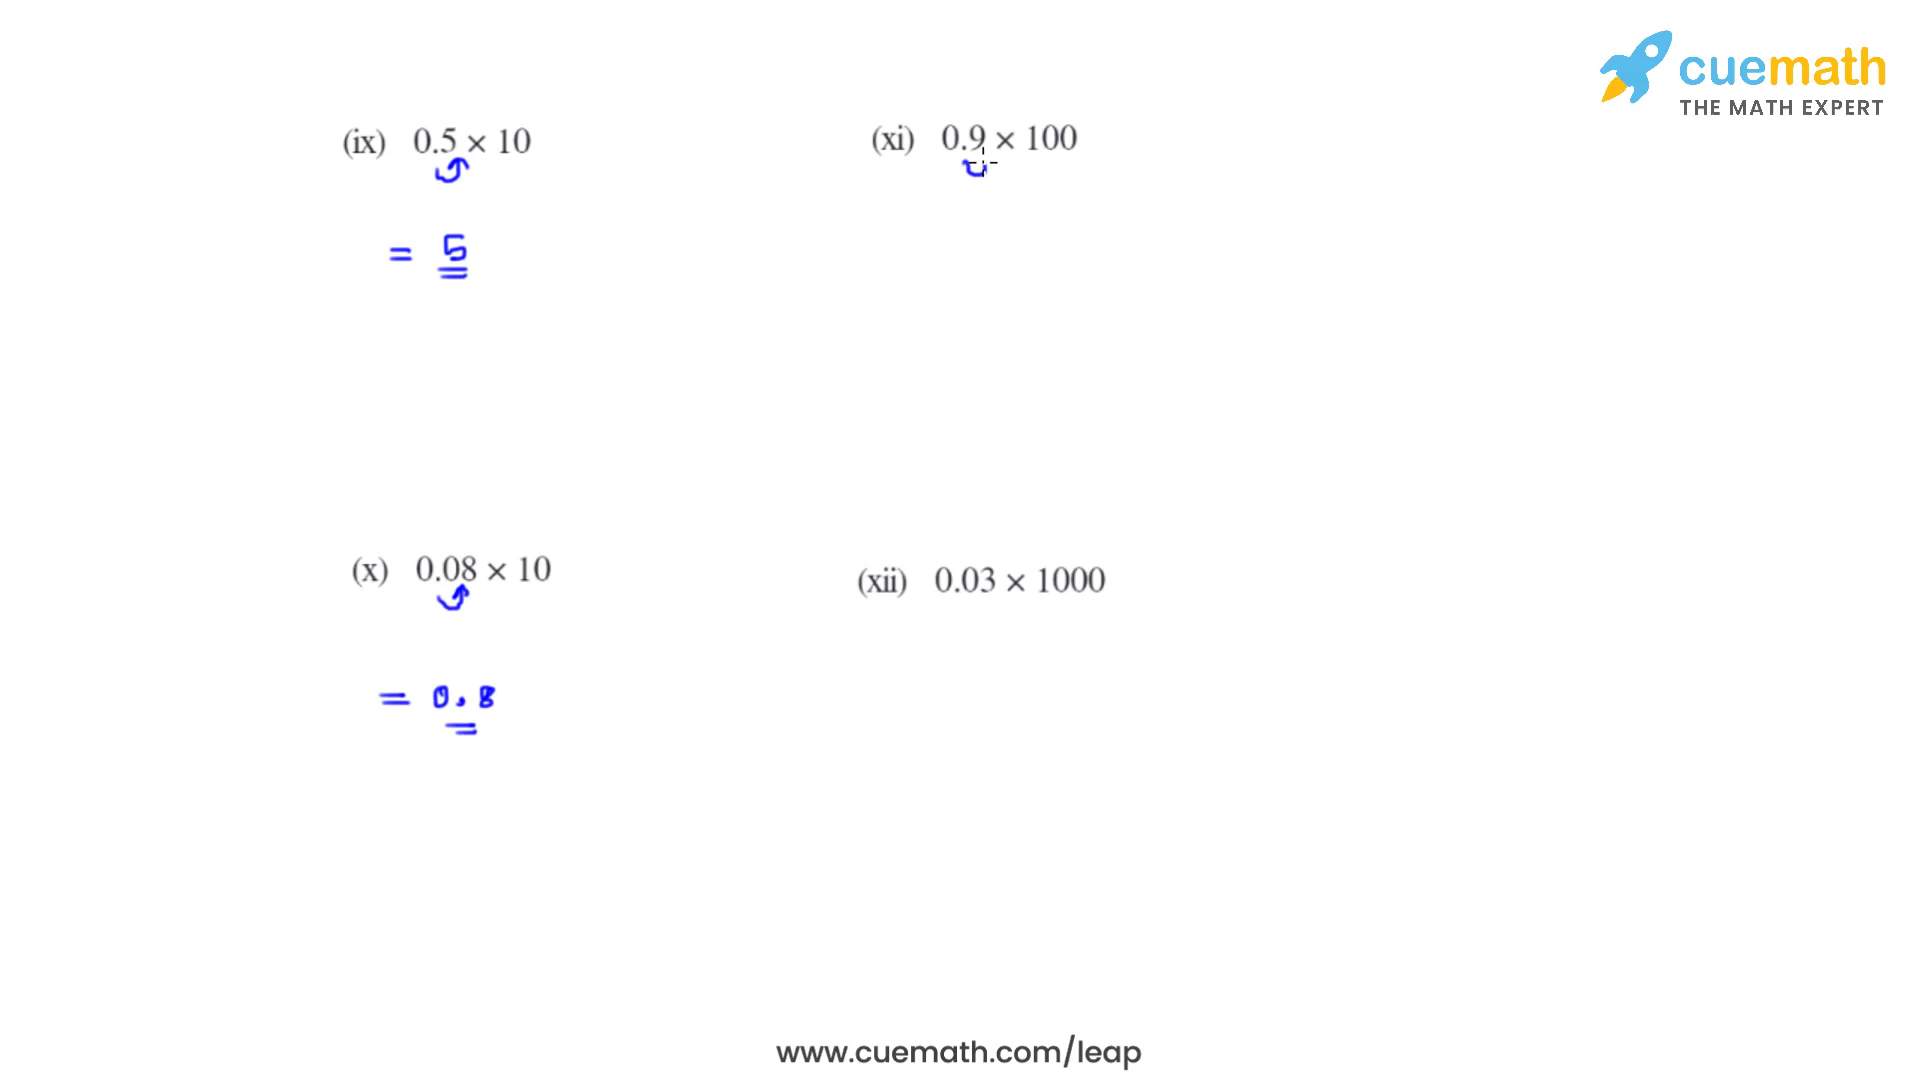 cuemath
THE MATH EXPERT
(ix) 0.5 × 10
= 5
(xi) 0.9 × 100
(x) 0.08 × 10
= 0.8
(xii) 0.03 × 1000
www.cuemath.com/leap